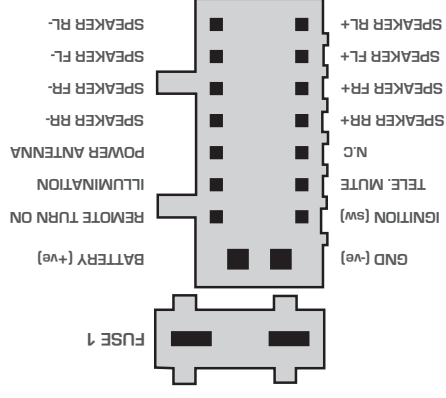 FUSE 1
GND (-ve)
BATTERY (+ve)
IGNITION (sw)
REMOTE TURN ON
TELE. MUTE
ILLUMINATION
N.C
POWER ANTENNA
SPEAKER RR+
SPEAKER RR-
SPEAKER FR+
SPEAKER FR-
SPEAKER FL+
SPEAKER FL-
SPEAKER RL+
SPEAKER RL-